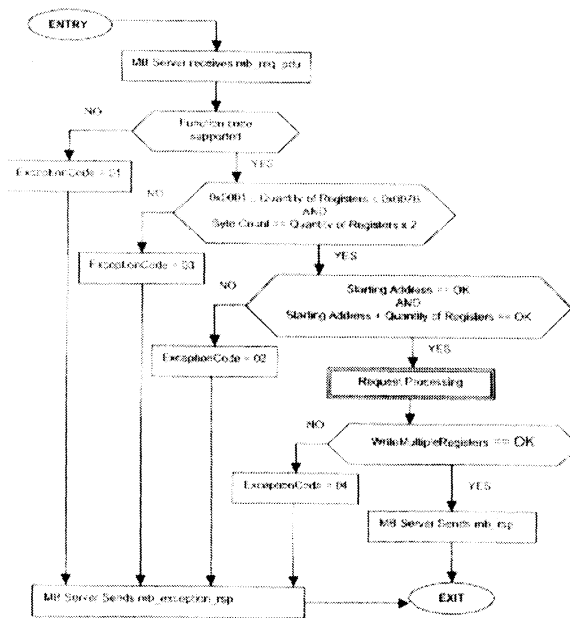 ENTRY
MB Server receives mb_req_pdu
NO
Function code
supported
YES
ExceptionCode = 01
NO
Quantity of Registers
AND
Byte Count == Quantity of Registers x 2
YES
ExceptionCode = 03
NO
Starting Address == OK
AND
Starting Address + Quantity of Registers == OK
YES
ExceptionCode = 02
Request Processing
NO
WriteMultipleRegisters == OK
YES
ExceptionCode = 04
MB Server Sends mb_rsp
MB Server Sends mb_exception_rsp
EXIT